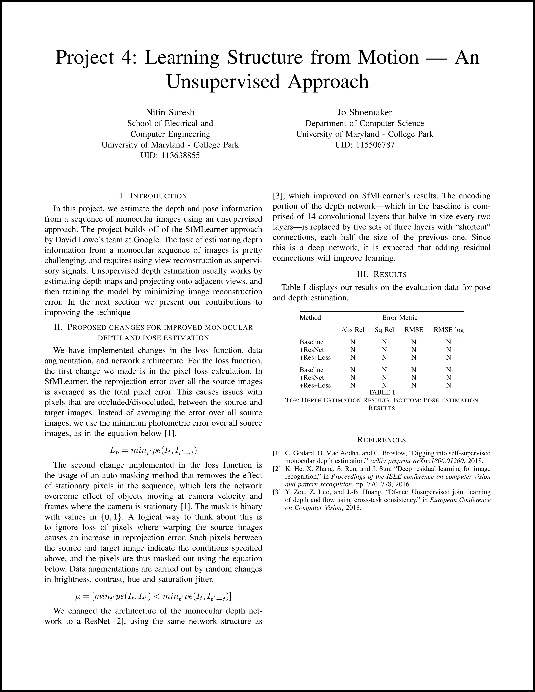 Project 4: Learning Structure from Motion — An
Unsupervised Approach
Nitin Suresh
School of Electrical and
Computer Engineering
University of Maryland - College Park
UID:
Jo Shoemaker
Department of Computer Science
University of Maryland - College Park
UID: 115506787
I. INTRODUCTION
In this project, we estimate the depth and pose information
from a sequence of monocular images using an unsupervised
approach. The project builds off of the SfMLearner approach
by David Lowe's team at Google. The task of estimating depth
information from a monocular sequence of images is pretty
challenging, and requires using view reconstruction as supervi-
sory signals. Unsupervised depth estimation usually works by
estimating depth maps and projecting onto adjacent views, and
then training the model by minimizing image reconstruction
error. In the next section we present our contributions to
improving the technique
II. PROPOSED CHANGES FOR IMPROVED MONOCULAR
DEPTH AND POSE ESTIMATION
We have implemented changes in the loss function, data
augmentation, and network architecture. For the loss function,
the first change we made is in the pixel loss calculation. In
SfMLearner, the reprojection error over all the source images
is averaged as the total pixel error. This causes issues with
pixels that are occluded/disoccluded, between the source and
target images. Instead of averaging the error over all source
images, we use the minimum photometric error over all source
images, as in the equation below [1].
The second change implemented in the loss function is
the usage of an auto-masking method that removes the effect
of stationary pixels in the sequence, which lets the network
overcome effect of objects moving at camera velocity and
frames where the camera is stationary [1]. The mask is binary
with values in {0, 1}. A logical way to think about this is
to ignore loss of pixels where warping the source images
causes an increase in reprojection error. Such pixels between
the source and target image indicate the conditions specified
above, and the pixels are thus masked out using the equation
below. Data augmentations are carried out by random changes
in brightness, contrast, hue and saturation jitter.
We changed the architecture of the monocular depth net-
work to a ResNet [2], using the same network structure as
[3], which improved on SfMLearner's results. The encoding
portion of the depth network—which in the baseline is com-
prised of 14 convolutional layers that halve in size every two
layers—is replaced by five sets of three layers with "shortcut"
connections, each half the size of the previous one. Since
this is a deep network, it is expected that adding residual
connections will improve learning.
III. RESULTS
Table I displays our results on the evaluation data for pose
and depth estimation.
Method Error Metric
Abs Rel Sq Rel RMSE RMSE log
Baseline N N N N
+ResNet N N N N
+Res+Loss N N N N
Baseline N N N N
+ResNet N N N N
+Res+Loss N N N N
TABLE I
TOP: DEPTH ESTIMATION RESULTS, BOTTOM: POSE ESTIMATION
RESULTS
REFERENCES
[1] C. Godard, O. Mac Aodha, and G. Brostow, "Digging into self-supervised
monocular depth estimation," arXiv preprint arXiv:1806.01260, 2018.
[2] K. He, X. Zhang, S. Ren, and J. Sun, "Deep residual learning for image
recognition," in Proceedings of the IEEE conference on computer vision
and pattern recognition, pp. 770–778, 2016.
[3] Y. Zou, Z. Luo, and J.-B. Huang, "Df-net: Unsupervised joint learning
of depth and flow using cross-task consistency," in European Conference
on Computer Vision, 2018.